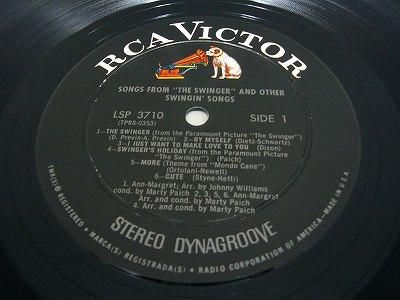 RCA VICTOR
SONGS FROM "THE SWINGER" AND OTHER
SWINGIN' SONGS
LSP 3710
(TPRS-0353)
SIDE 1
1-THE SWINGER (from the Paramount Picture "The Swinger")
(D. Previn-A. Previn) 2-BY MYSELF (Dietz-Schwartz)
3-I JUST WANT TO MAKE LOVE TO YOU (Dixon)
4-SWINGER'S HOLIDAY (from the Paramount
Picture "The Swinger") (Paich)
5-MORE (Theme from "Mondo Cane")
(Ortolani-Newell)
6-CUTE (Styne-Hefti)
1. Ann-Margret; Arr by Johnny Williams
cond. by Marty Paich 2, 3, 5, 6. Ann-Margret
Arr. and cond. by Marty Paich
4. Arr. and cond. by Marty Paich
STEREO DYNAGROOVE
TMK(S) ® REGISTERED • MARCA(S) REGISTRADA(S) • RADIO CORPORATION OF AMERICA-MADE IN U.S.A.